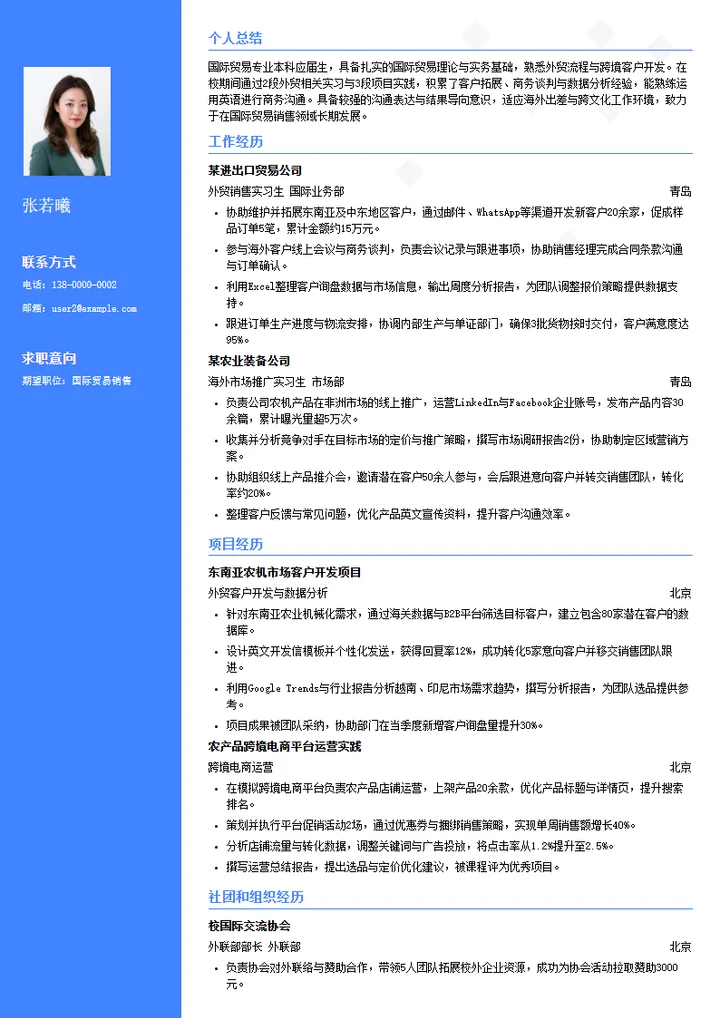 张若曦
联系方式
电话：138-0000-0002
邮箱：user2@example.com
求职意向
期望职位：国际贸易销售
个人总结
国际贸易专业本科应届生，具备扎实的国际贸易理论与实务基础，熟悉外贸流程与跨境客户开发。在
校期间通过2段外贸相关实习与3段项目实践，积累了客户拓展、商务谈判与数据分析经验，能熟练运
用英语进行商务沟通。具备较强的沟通表达与结果导向意识，适应海外出差与跨文化工作环境，致力
于在国际贸易销售领域长期发展。
工作经历
某进出口贸易公司
外贸销售实习生 国际业务部 青岛
• 协助维护并拓展东南亚及中东地区客户，通过邮件、WhatsApp等渠道开发新客户20余家，促成样
品订单5笔，累计金额约15万元。
• 参与海外客户线上会议与商务谈判，负责会议记录与跟进事项，协助销售经理完成合同条款沟通
与订单确认。
• 利用Excel整理客户询盘数据与市场信息，输出周度分析报告，为团队调整报价策略提供数据支
持。
• 跟进订单生产进度与物流安排，协调内部生产与单证部门，确保3批货物按时交付，客户满意度达
95%。
某农业装备公司
海外市场推广实习生 市场部 青岛
• 负责公司农机产品在非洲市场的线上推广，运营LinkedIn与Facebook企业账号，发布产品内容30
余篇，累计曝光量超5万次。
• 收集并分析竞争对手在目标市场的定价与推广策略，撰写市场调研报告2份，协助制定区域营销方
案。
• 协助组织线上产品推介会，邀请潜在客户50余人参与，会后跟进意向客户并转交销售团队，转化
率约20%。
• 整理客户反馈与常见问题，优化产品英文宣传资料，提升客户沟通效率。
项目经历
东南亚农机市场客户开发项目
外贸客户开发与数据分析 北京
• 针对东南亚农业机械化需求，通过海关数据与B2B平台筛选目标客户，建立包含80家潜在客户的数
据库。
• 设计英文开发信模板并个性化发送，获得回复率12%，成功转化5家意向客户并移交销售团队跟
进。
• 利用Google Trends与行业报告分析越南、印尼市场需求趋势，撰写分析报告，为团队选品提供参
考。
• 项目成果被团队采纳，协助部门在当季度新增客户询盘量提升30%。
农产品跨境电商平台运营实践
跨境电商运营 北京
• 在模拟跨境电商平台负责农产品店铺运营，上架产品20余款，优化产品标题与详情页，提升搜索
排名。
• 策划并执行平台促销活动2场，通过优惠券与捆绑销售策略，实现单周销售额增长40%。
• 分析店铺流量与转化数据，调整关键词与广告投放，将点击率从1.2%提升至2.5%。
• 撰写运营总结报告，提出选品与定价优化建议，被课程评为优秀项目。
社团和组织经历
校国际交流协会
外联部部长 外联部 北京
• 负责协会对外联络与赞助合作，带领5人团队拓展校外企业资源，成功为协会活动拉取赞助3000
元。